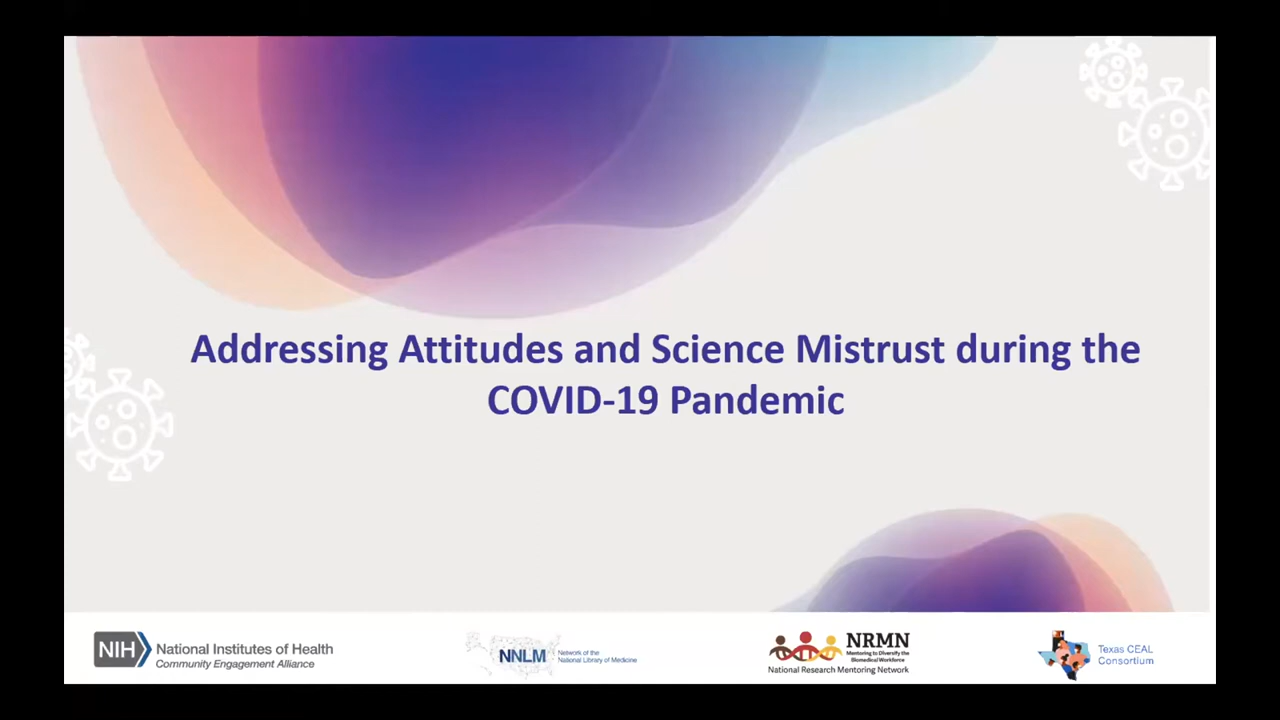 Addressing Attitudes and Science Mistrust during the
COVID-19 Pandemic
NIH
National Institutes of Health
Community Engagement Alliance
NNLM
Network of the
National Library of Medicine
NRMN
Mentoring to Diversify the
Biomedical Workforce
National Research Mentoring Network
Texas CEAL
Consortium